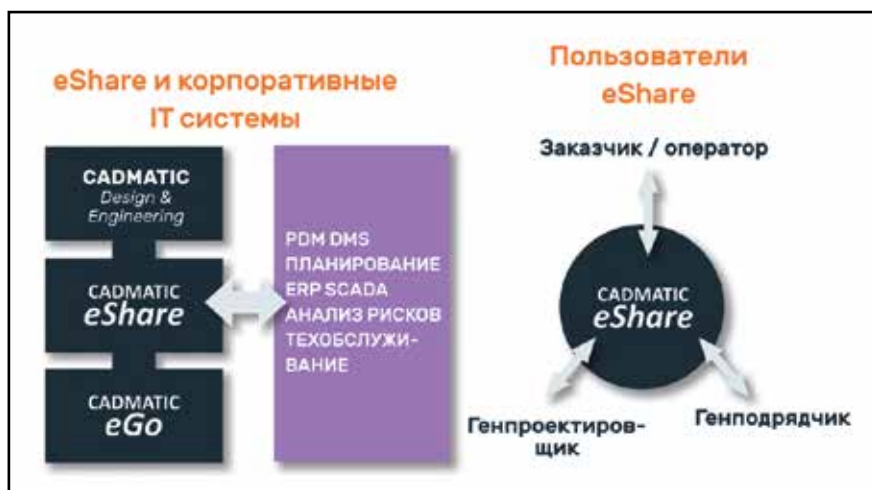 eShare и корпоративные
IT системы
CADMATIC
Design &
Engineering
CADMATIC
eShare
CADMATIC
eGo
PDM DMS
ПЛАНИРОВАНИЕ
ERP SCADA
АНАЛИЗ РИСКОВ
ТЕХОБСЛУЖИ-
ВАНИЕ
Пользователи
eShare
Заказчик / оператор
CADMATIC
eShare
Генпроектиров-
щик
Генподрядчик